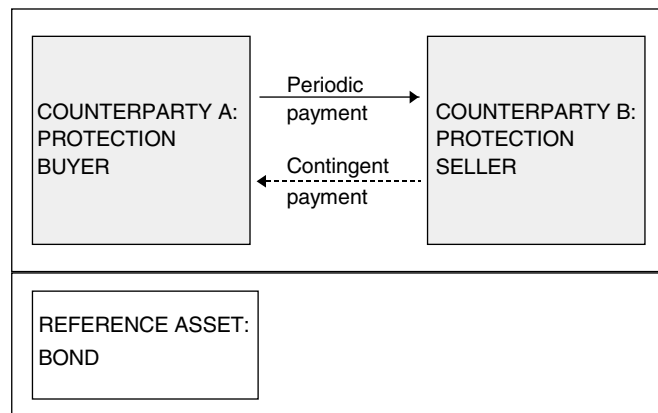 COUNTERPARTY A:
PROTECTION
BUYER
Periodic
payment
Contingent
payment
COUNTERPARTY B:
PROTECTION
SELLER
REFERENCE ASSET:
BOND